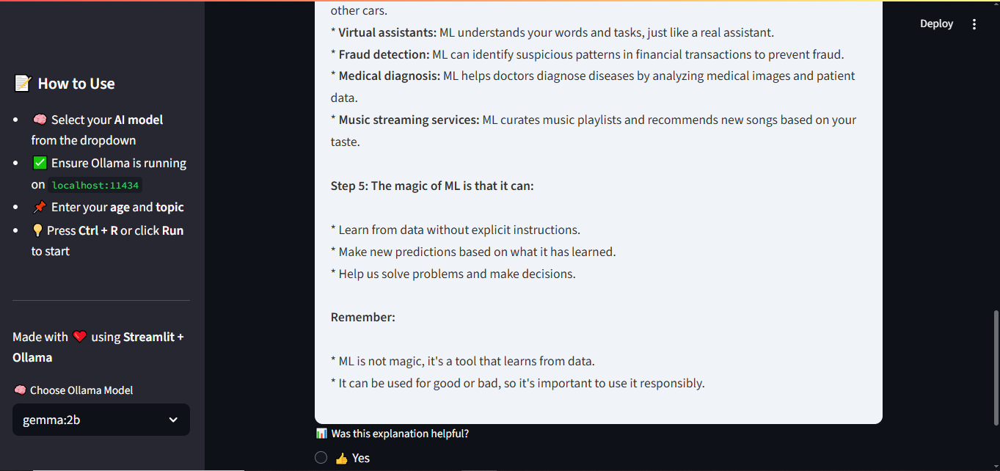 📝 How to Use
• 🧠 Select your AI model
from the dropdown
• ✅ Ensure Ollama is running
on localhost:11434
• 📌 Enter your age and topic
• 💡 Press Ctrl + R or click Run
to start
Made with ❤️ using Streamlit +
Ollama
🧠 Choose Ollama Model
gemma:2b
other cars.
* Virtual assistants: ML understands your words and tasks, just like a real assistant.
* Fraud detection: ML can identify suspicious patterns in financial transactions to prevent fraud.
* Medical diagnosis: ML helps doctors diagnose diseases by analyzing medical images and patient
data.
* Music streaming services: ML curates music playlists and recommends new songs based on your
taste.
Step 5: The magic of ML is that it can:
* Learn from data without explicit instructions.
* Make new predictions based on what it has learned.
* Help us solve problems and make decisions.
Remember:
* ML is not magic, it's a tool that learns from data.
* It can be used for good or bad, so it's important to use it responsibly.
📊 Was this explanation helpful?
👍 Yes
Deploy